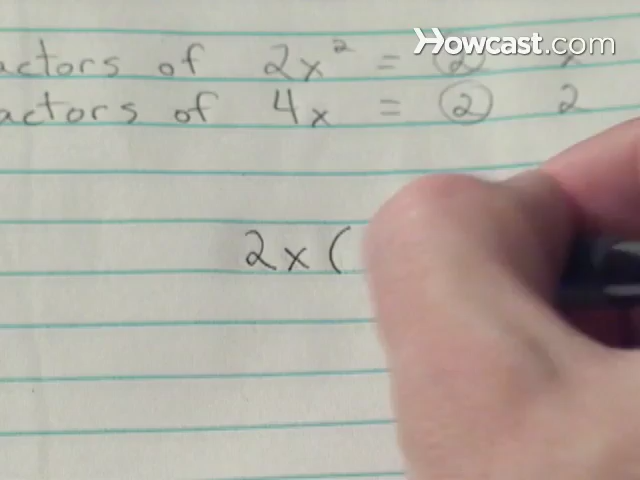 Howcast.com
actors of 2x² = 2 x
actors of 4x = 2 2
2x (